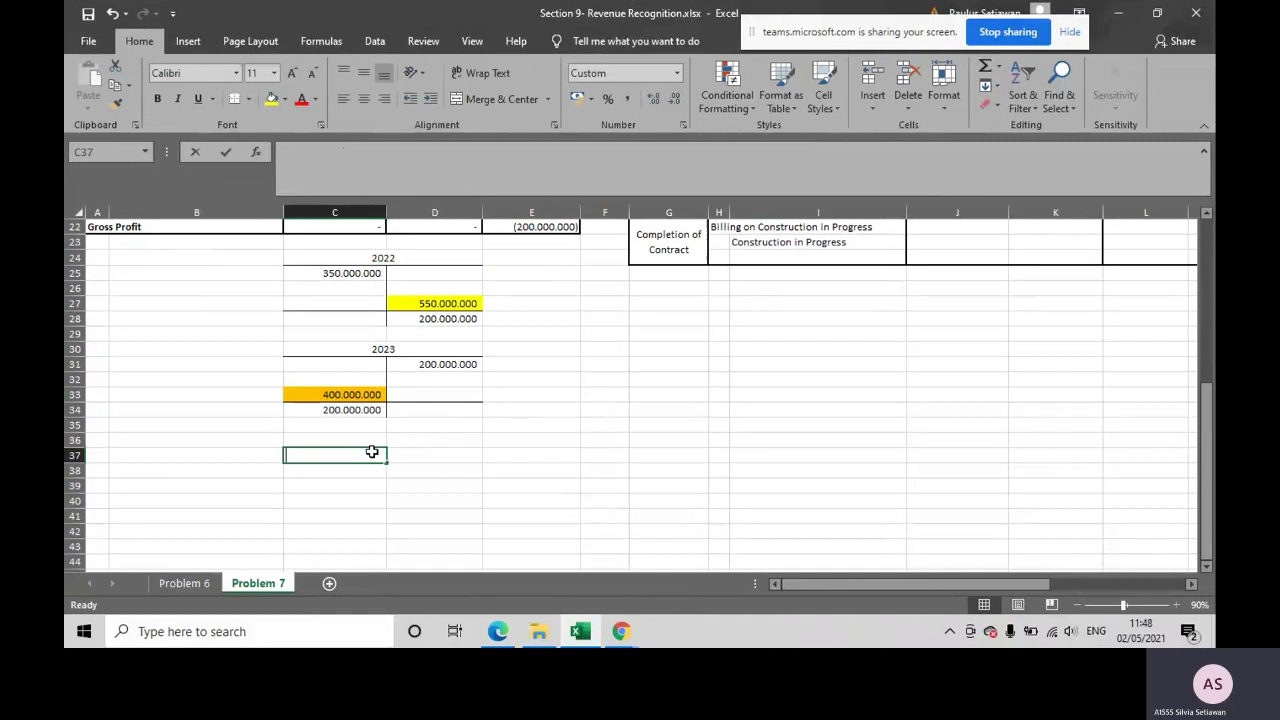 Section 9- Revenue Recognition.xlsx - Excel
Paulus Setiawan
teams.microsoft.com is sharing your screen.
Stop sharing
Hide
File
Home
Insert
Page Layout
Formulas
Data
Review
View
Help
Tell me what you want to do
Share
Paste
Calibri
11
B I U
Wrap Text
Merge & Center
Custom
Conditional
Formatting
Format as
Table
Cell
Styles
Insert
Delete
Format
Sort &
Filter
Find &
Select
Sensitivity
Clipboard
Font
Alignment
Number
Styles
Cells
Editing
Sensitivity
C37
fx
A B C D E F G H I J K L
22 Gross Profit - - (200.000.000) Billing on Construction in Progress
Completion of
Contract
23 Construction in Progress
24 2022
25 350.000.000
26
27 550.000.000
28 200.000.000
29
30 2023
31 200.000.000
32
33 400.000.000
34 200.000.000
35
36
37
38
39
40
41
42
43
44
Problem 6
Problem 7
Ready
90%
Type here to search
ENG
11:48
02/05/2021
2
AS
A1555 Silvia Setiawan